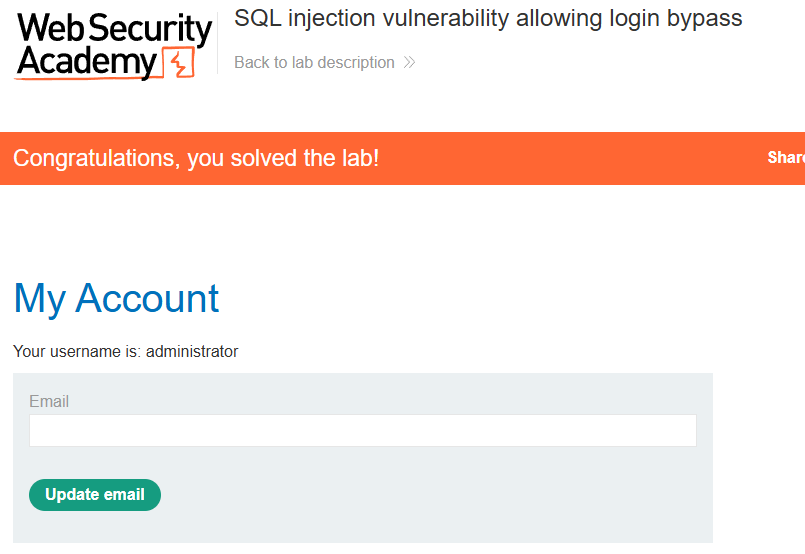 Web Security
Academy
SQL injection vulnerability allowing login bypass
Back to lab description
Congratulations, you solved the lab!
Share
My Account
Your username is: administrator
Email
Update email